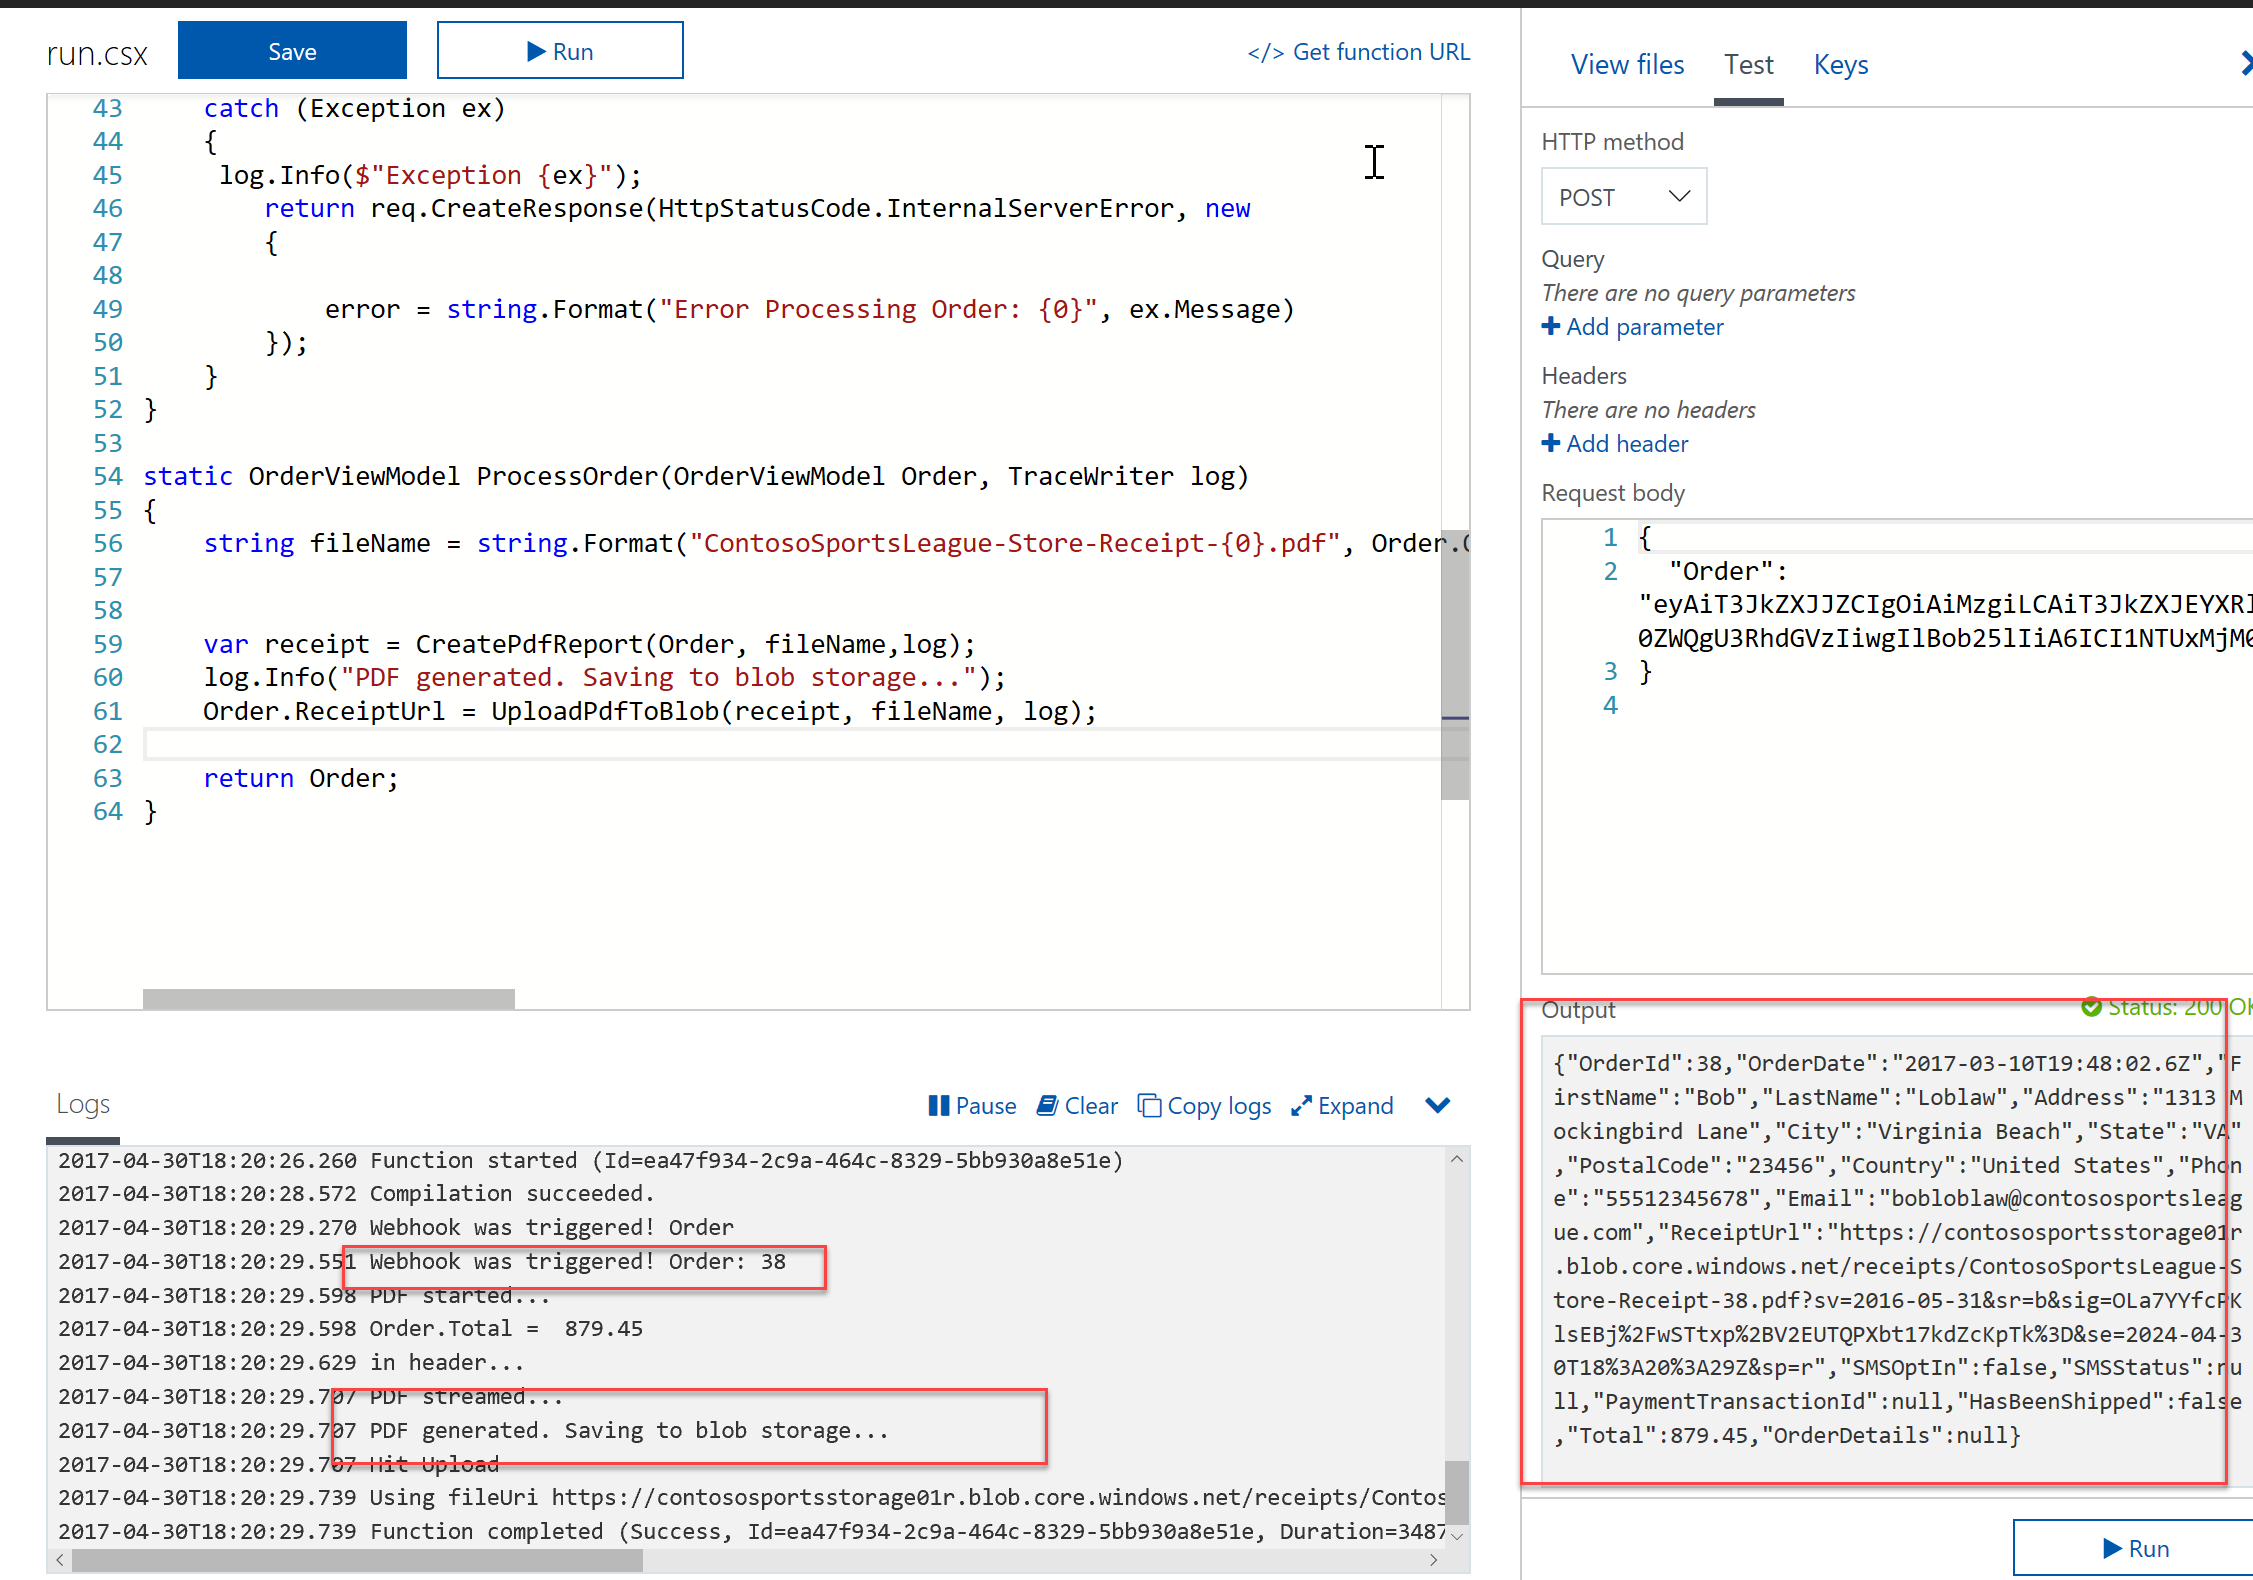 run.csx
Save
Run
</> Get function URL
43 catch (Exception ex)
44 {
45 log.Info($"Exception {ex}");
46 return req.CreateResponse(HttpStatusCode.InternalServerError, new
47 {
48
49 error = string.Format("Error Processing Order: {0}", ex.Message)
50 });
51 }
52 }
53
54 static OrderViewModel ProcessOrder(OrderViewModel Order, TraceWriter log)
55 {
56 string fileName = string.Format("ContosoSportsLeague-Store-Receipt-{0}.pdf", Order.
57
58
59 var receipt = CreatePdfReport(Order, fileName,log);
60 log.Info("PDF generated. Saving to blob storage...");
61 Order.ReceiptUrl = UploadPdfToBlob(receipt, fileName, log);
62
63 return Order;
64 }
Logs
Pause
Clear
Copy logs
Expand
2017-04-30T18:20:26.260 Function started (Id=ea47f934-2c9a-464c-8329-5bb930a8e51e)
2017-04-30T18:20:28.572 Compilation succeeded.
2017-04-30T18:20:29.270 Webhook was triggered! Order
2017-04-30T18:20:29.551 Webhook was triggered! Order: 38
2017-04-30T18:20:29.598 PDF started...
2017-04-30T18:20:29.598 Order.Total =  879.45
2017-04-30T18:20:29.629 in header...
2017-04-30T18:20:29.707 PDF streamed...
2017-04-30T18:20:29.707 PDF generated. Saving to blob storage...
2017-04-30T18:20:29.707 Hit Upload
2017-04-30T18:20:29.739 Using fileUri https://contososportsstorage01r.blob.core.windows.net/receipts/Contos
2017-04-30T18:20:29.739 Function completed (Success, Id=ea47f934-2c9a-464c-8329-5bb930a8e51e, Duration=3487
View files
Test
Keys
HTTP method
POST
Query
There are no query parameters
Add parameter
Headers
There are no headers
Add header
Request body
1 {
2 "Order":
"eyAiT3JkZXJJZCIgOiAiMzgiLCAiT3JkZXJEYXRl
0ZWQgU3RhdGVzIiwgIlBob25lIiA6ICI1NTUxMjM0
3 }
4
Output
Status: 200 OK
{"OrderId":38,"OrderDate":"2017-03-10T19:48:02.6Z","F
irstName":"Bob","LastName":"Loblaw","Address":"1313 M
ockingbird Lane","City":"Virginia Beach","State":"VA"
,"PostalCode":"23456","Country":"United States","Phon
e":"55512345678","Email":"bobloblaw@contososportsleag
ue.com","ReceiptUrl":"https://contososportsstorage01r
.blob.core.windows.net/receipts/ContosoSportsLeague-S
tore-Receipt-38.pdf?sv=2016-05-31&sr=b&sig=OLa7YYfcPK
lsEBj%2FwSTtxp%2BV2EUTQPXbt17kdZcKpTk%3D&se=2024-04-3
0T18%3A20%3A29Z&sp=r","SMSOptIn":false,"SMSStatus":nu
ll,"PaymentTransactionId":null,"HasBeenShipped":false
,"Total":879.45,"OrderDetails":null}
Run